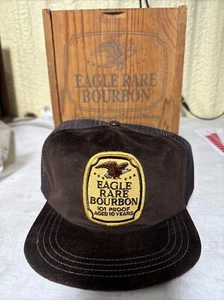 EAGLE RARE
BOURBON
EAGLE
RARE
BOURBON
101 PROOF
AGED 10 YEARS